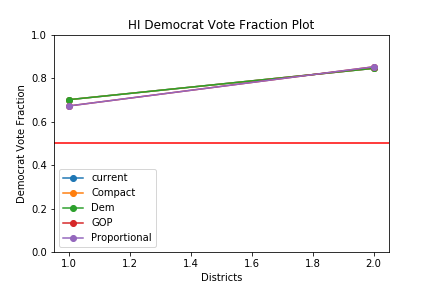 HI Democrat Vote Fraction Plot
1.0
0.8
0.6
0.4
0.2
0.0
Democrat Vote Fraction
current
Compact
Dem
GOP
Proportional
1.0 1.2 1.4 1.6 1.8 2.0
Districts